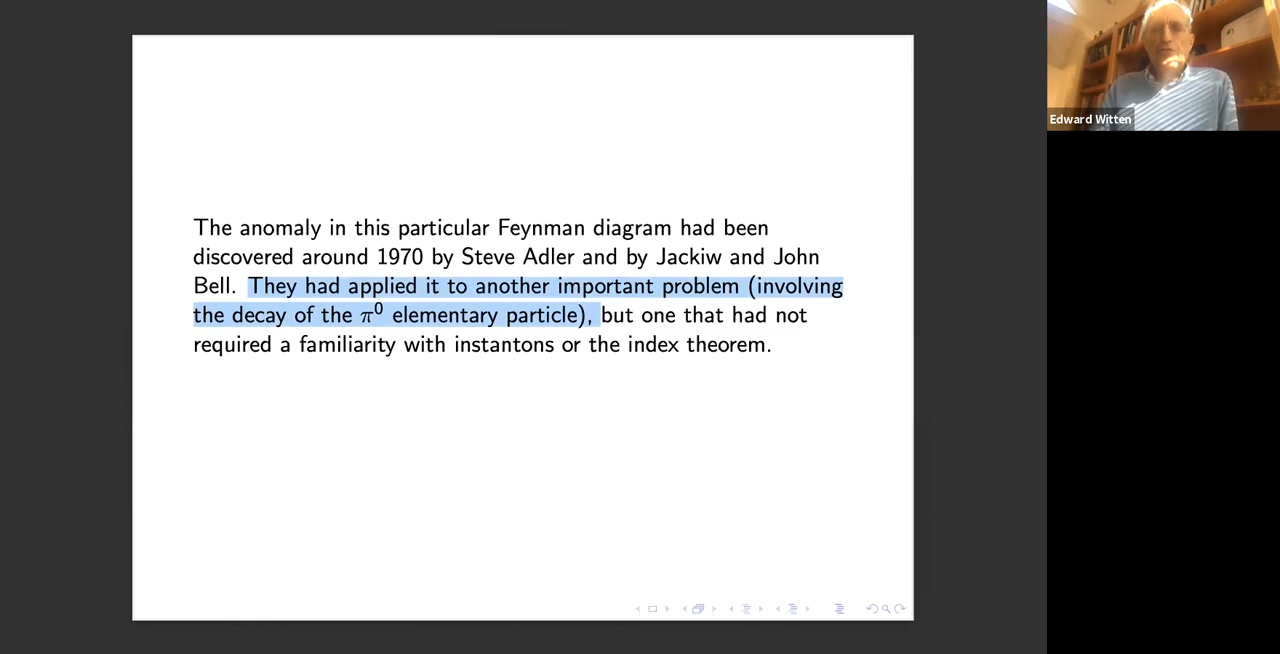 The anomaly in this particular Feynman diagram had been
discovered around 1970 by Steve Adler and by Jackiw and John
Bell. They had applied it to another important problem (involving
the decay of the π⁰ elementary particle), but one that had not
required a familiarity with instantons or the index theorem.
Edward Witten